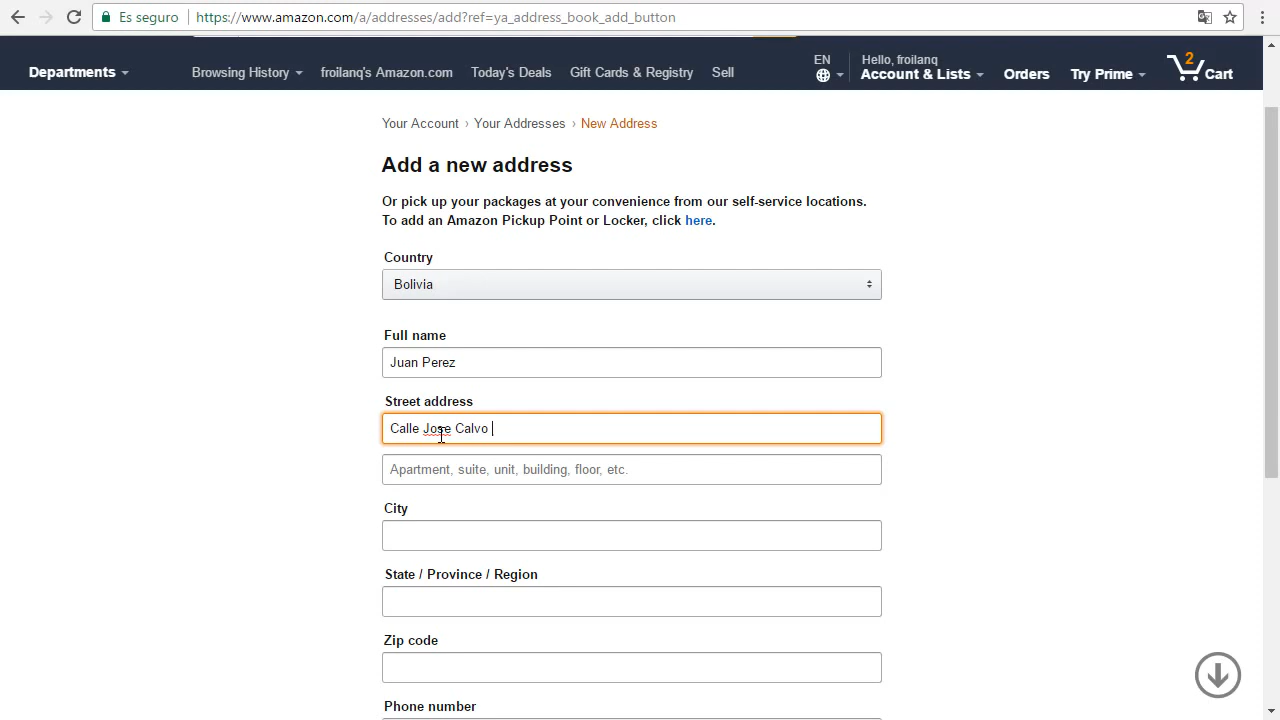 Es seguro https://www.amazon.com/a/addresses/add?ref=ya_address_book_add_button
Departments Browsing History froilanq's Amazon.com Today's Deals Gift Cards & Registry Sell EN Hello, froilanq Account & Lists Orders Try Prime 2 Cart
Your Account › Your Addresses › New Address
Add a new address
Or pick up your packages at your convenience from our self-service locations.
To add an Amazon Pickup Point or Locker, click here.
Country
Bolivia
Full name
Juan Perez
Street address
Calle Jose Calvo
Apartment, suite, unit, building, floor, etc.
City
State / Province / Region
Zip code
Phone number